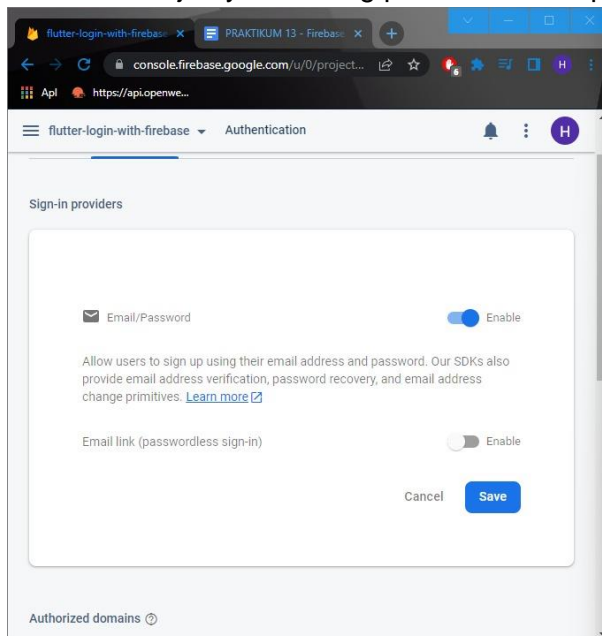 flutter-login-with-firebase
PRAKTIKUM 13 - Firebase
console.firebase.google.com/u/0/project...
6
H
Apl
https://api.openwe...
flutter-login-with-firebase
Authentication
H
Sign-in providers
Email/Password
Enable
Allow users to sign up using their email address and password. Our SDKs also
provide email address verification, password recovery, and email address
change primitives. Learn more
Email link (passwordless sign-in)
Enable
Cancel
Save
Authorized domains